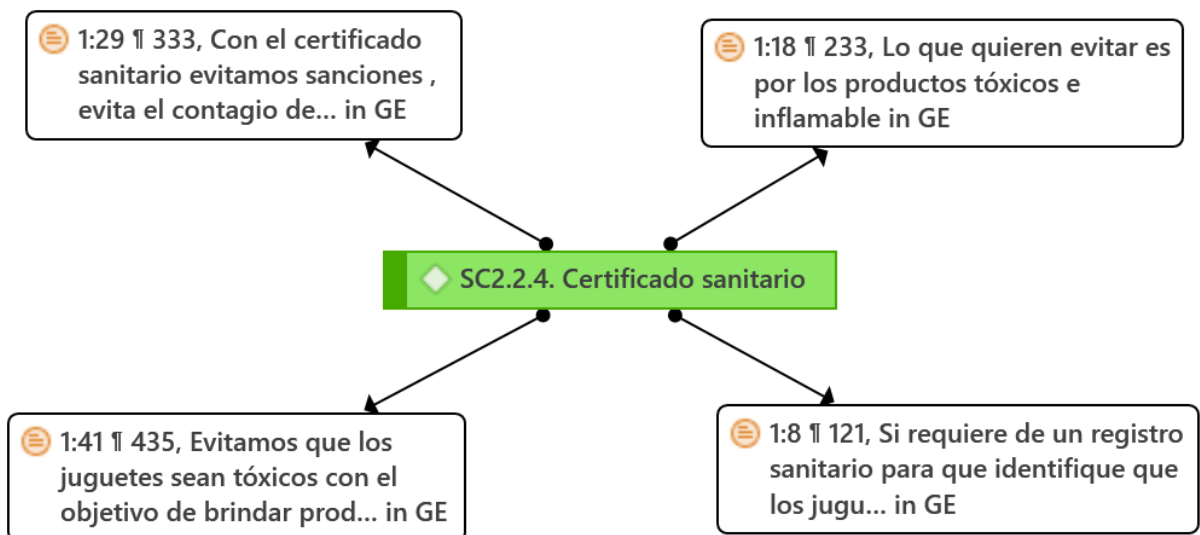 1:29 ¶ 333, Con el certificado
sanitario evitamos sanciones ,
evita el contagio de... in GE
1:18 ¶ 233, Lo que quieren evitar es
por los productos tóxicos e
inflamable in GE
SC2.2.4. Certificado sanitario
1:41 ¶ 435, Evitamos que los
juguetes sean tóxicos con el
objetivo de brindar prod... in GE
1:8 ¶ 121, Si requiere de un registro
sanitario para que identifique que
los jugu... in GE